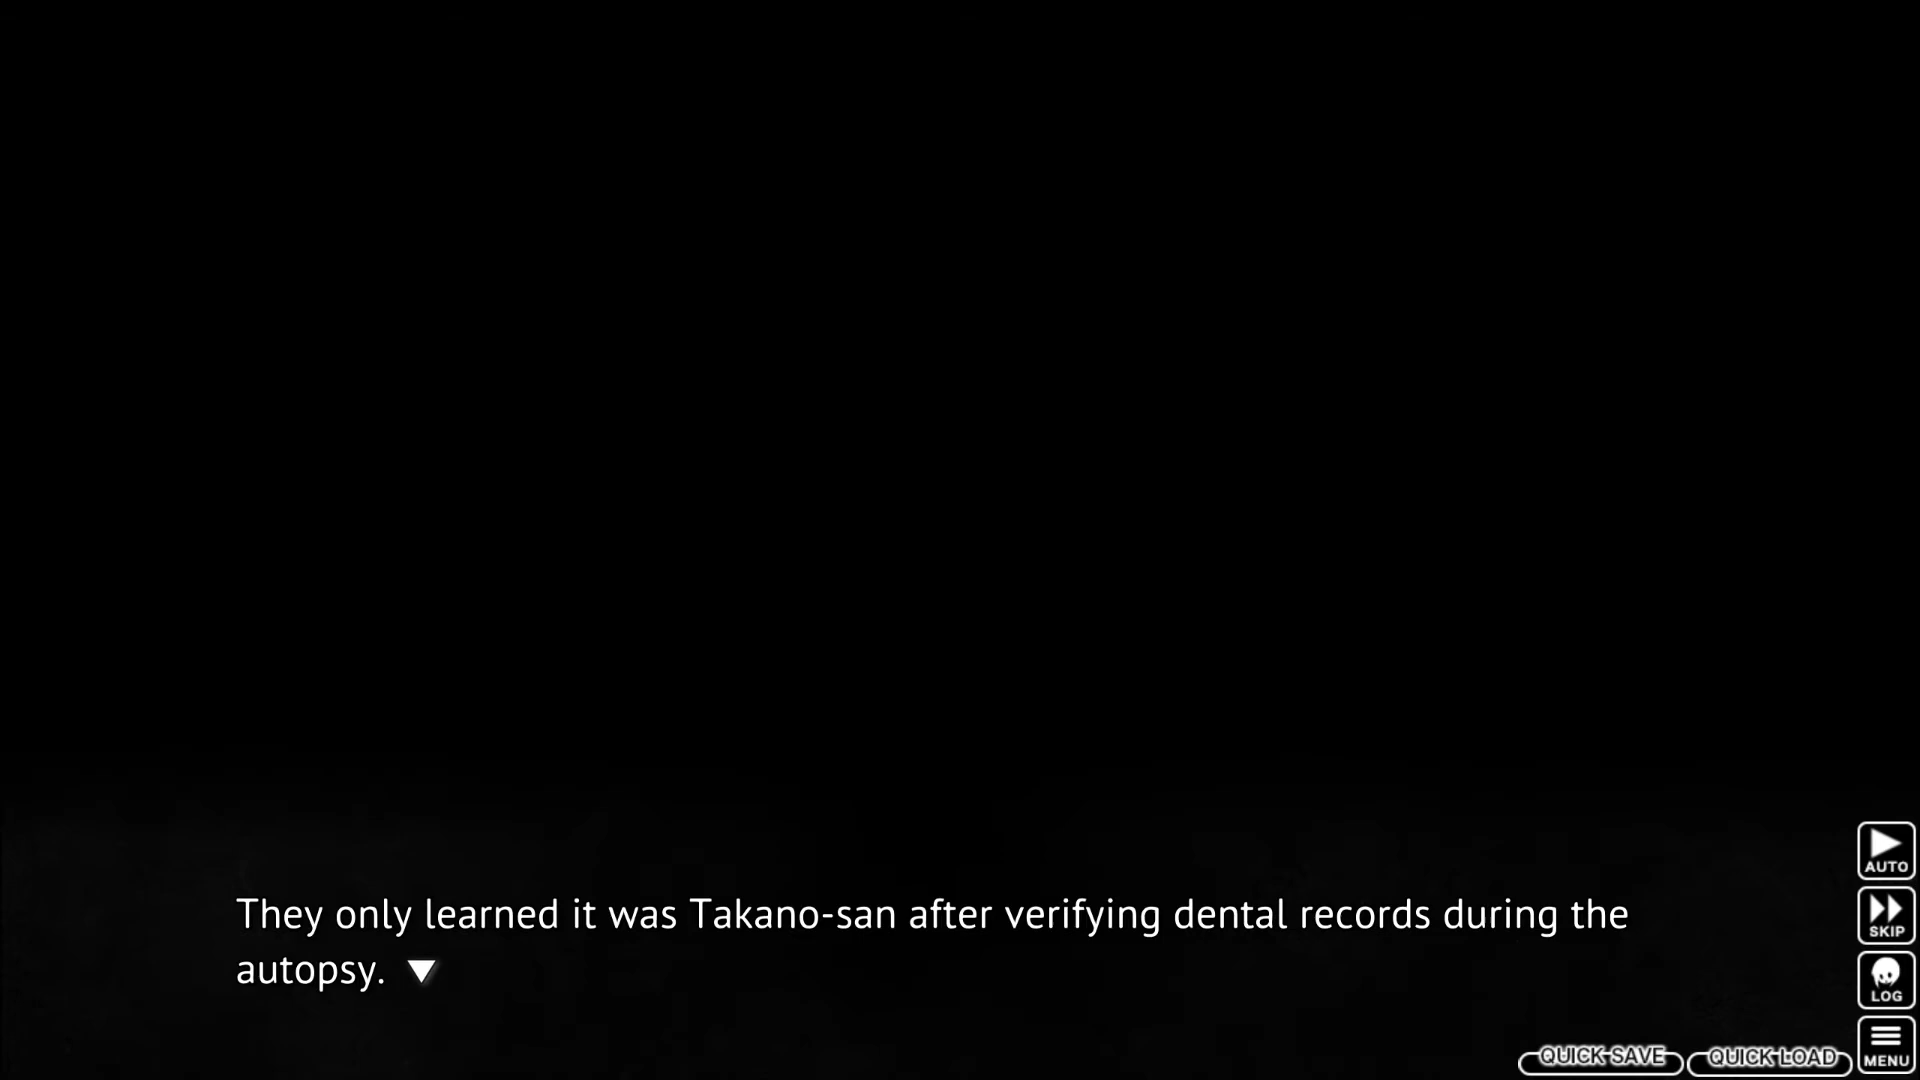 They only learned it was Takano-san after verifying dental records during the
autopsy.
AUTO
SKIP
LOG
MENU
QUICK SAVE
QUICK LOAD